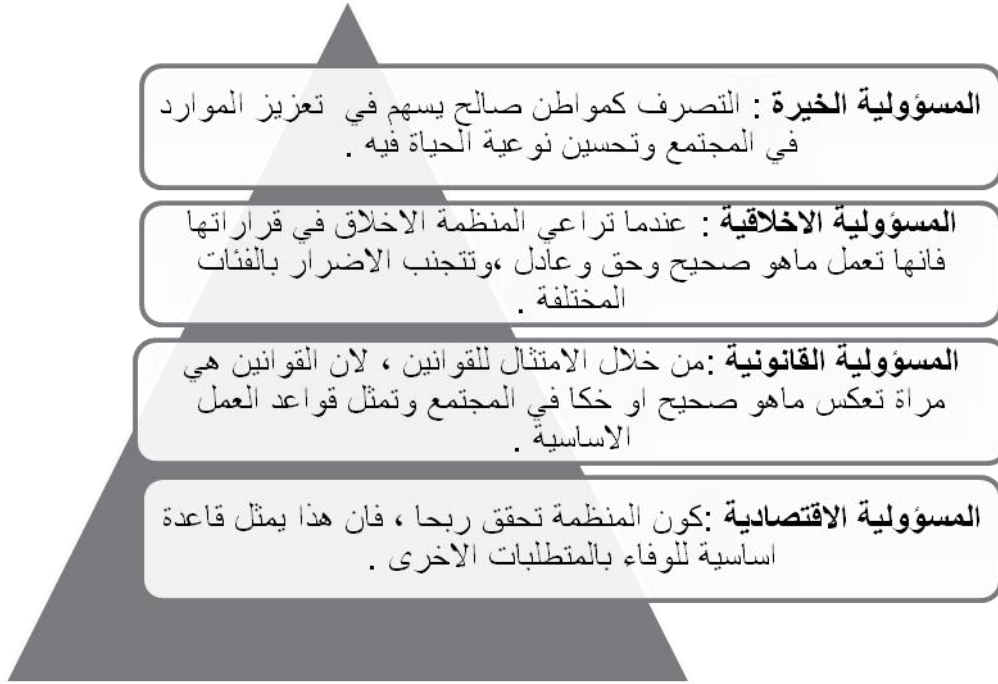 المسؤولية الخيرة : التصرف كمواطن صالح يسهم في تعزيز الموارد
في المجتمع وتحسين نوعية الحياة فيه .
المسؤولية الاخلاقية : عندما تراعي المنظمة الاخلاق في قراراتها
فانها تعمل ماهو صحيح وحق وعادل ،وتتجنب الاضرار بالفئات
المختلفة .
المسؤولية القانونية :من خلال الامتثال للقوانين ، لان القوانين هي
مراة تعكس ماهو صحيح او خكا في المجتمع وتمثل قواعد العمل
الاساسية .
المسؤولية الاقتصادية :كون المنظمة تحقق ربحا ، فان هذا يمثل قاعدة
اساسية للوفاء بالمتطلبات الاخرى .